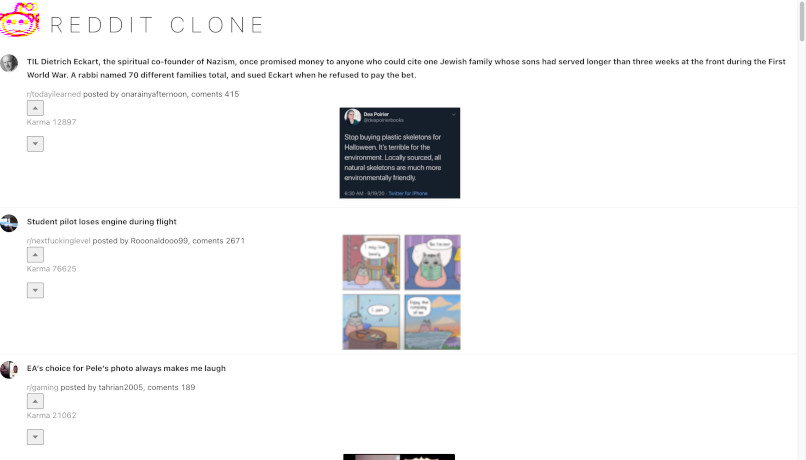 REDDIT CLONE
TIL Dietrich Eckart, the spiritual co-founder of Nazism, once promised money to anyone who could cite one Jewish family whose sons had served longer than three weeks at the front during the First
World War. A rabbi named 70 different families total, and sued Eckart when he refused to pay the bet.
r/todayilearned posted by onarainyafternoon, coments 415
Karma 12897
Dea Poirier
@deapoirierbooks
Stop buying plastic skeletons for
Halloween. It's terrible for the
environment. Locally sourced, all
natural skeletons are much more
environmentally friendly.
8:30 AM · 9/19/20 · Twitter for iPhone
Student pilot loses engine during flight
r/nextfuckinglevel posted by Rooonaldooo99, coments 2671
Karma 76625
I may look
lonely
But I'm not
I just...
Enjoy the
company
of me
EA's choice for Pele's photo always makes me laugh
r/gaming posted by tahrian2005, coments 189
Karma 21062